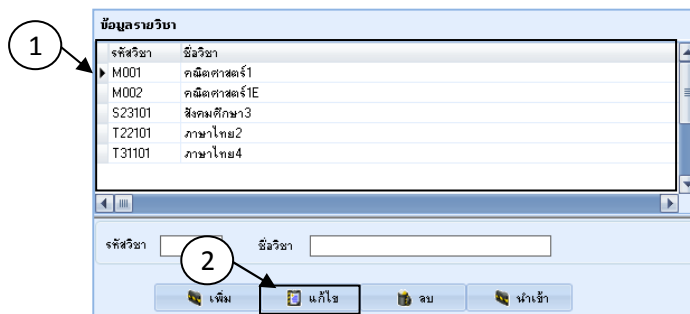 ข้อมูลรายวิชา
1
รหัสวิชา ชื่อวิชา
M001 คณิตศาสตร์1
M002 คณิตศาสตร์1E
S23101 สังคมศึกษา3
T22101 ภาษาไทย2
T31101 ภาษาไทย4
รหัสวิชา ชื่อวิชา
2
เพิ่ม แก้ไข ลบ นำเข้า